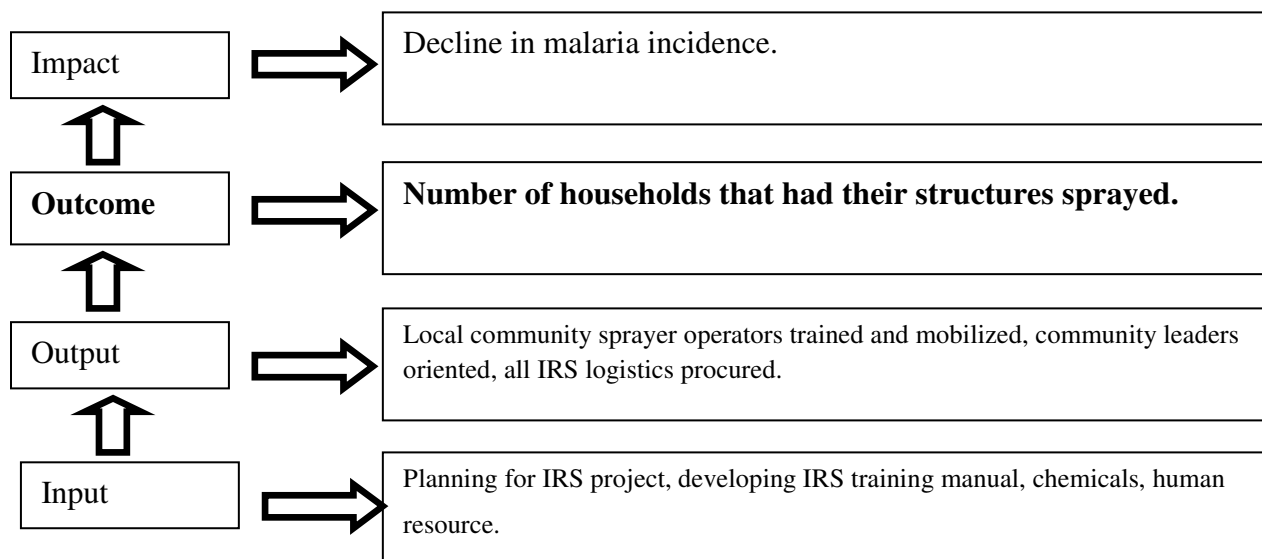 Impact
Decline in malaria incidence.
Outcome
Number of households that had their structures sprayed.
Output
Local community sprayer operators trained and mobilized, community leaders
oriented, all IRS logistics procured.
Input
Planning for IRS project, developing IRS training manual, chemicals, human
resource.